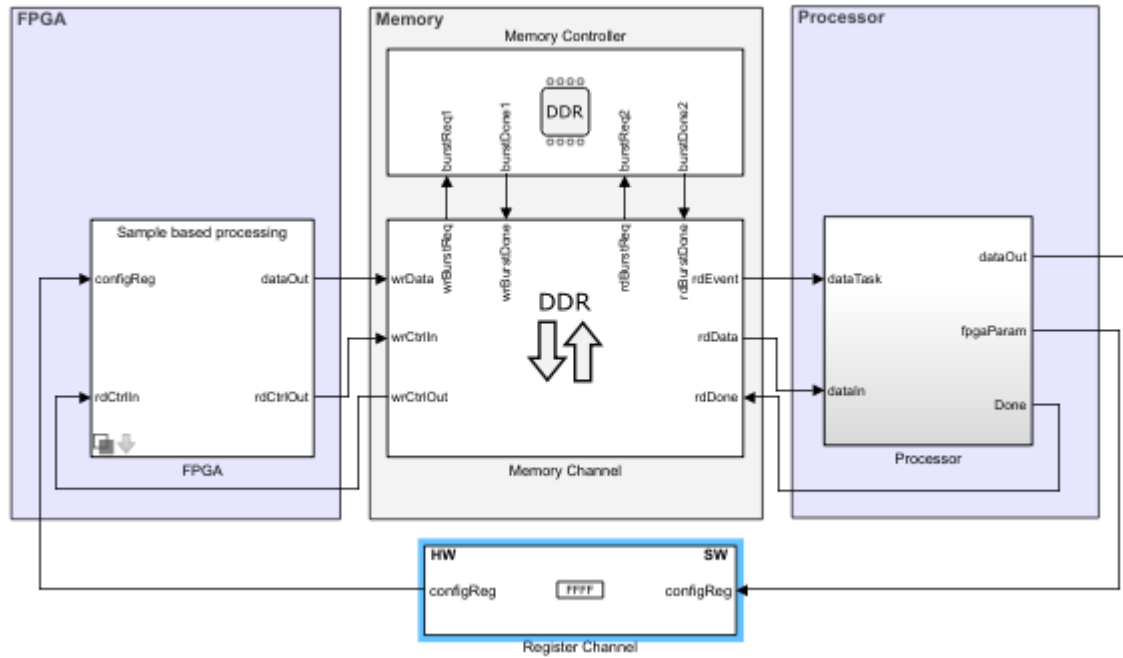 FPGA
Memory
Processor
Memory Controller
DDR
burstReq1
burstDone1
burstReq2
burstDone2
Sample based processing
configReg
dataOut
rdCtrlIn
rdCtrlOut
FPGA
wrBurstReq
wrBurstDone
rdBurstReq
rdBurstDone
wrData
rdEvent
DDR
wrCtrlIn
rdData
wrCtrlOut
rdDone
Memory Channel
dataOut
dataTask
fpgaParam
dataIn
Done
Processor
HW
SW
configReg
FFFF
configReg
Register Channel